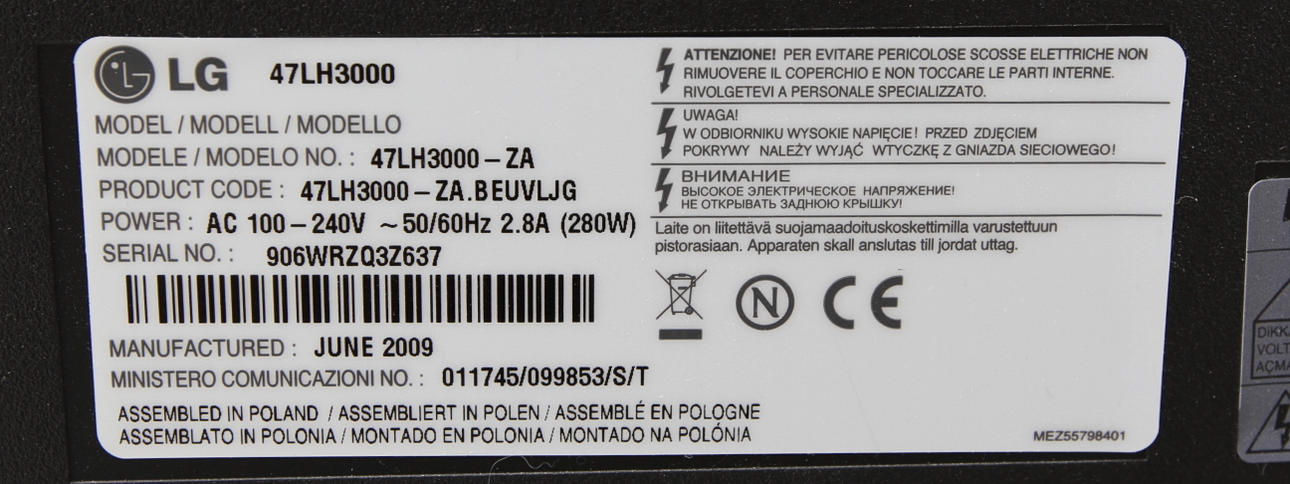 LG 47LH3000
MODEL / MODELL / MODELLO
MODELE / MODELO NO. : 47LH3000-ZA
PRODUCT CODE : 47LH3000-ZA.BEUVLJG
POWER : AC 100-240V ~50/60Hz 2.8A (280W)
SERIAL NO. : 906WRZQ3Z637
MANUFACTURED : JUNE 2009
MINISTERO COMUNICAZIONI NO. : 011745/099853/S/T
ASSEMBLED IN POLAND / ASSEMBLIERT IN POLEN / ASSEMBLÉ EN POLOGNE
ASSEMBLATO IN POLONIA / MONTADO EN POLONIA / MONTADO NA POLÓNIA
ATTENZIONE! PER EVITARE PERICOLOSE SCOSSE ELETTRICHE NON
RIMUOVERE IL COPERCHIO E NON TOCCARE LE PARTI INTERNE.
RIVOLGETEVI A PERSONALE SPECIALIZZATO.
UWAGA!
W ODBIORNIKU WYSOKIE NAPIĘCIE! PRZED ZDJĘCIEM
POKRYWY NALEŻY WYJĄĆ WTYCZKĘ Z GNIAZDA SIECIOWEGO!
ВНИМАНИЕ
ВЫСОКОЕ ЭЛЕКТРИЧЕСКОЕ НАПРЯЖЕНИЕ!
НЕ ОТКРЫВАТЬ ЗАДНЮЮ КРЫШКУ!
Laite on liitettävä suojamaadoituskoskettimilla varustettuun
pistorasiaan. Apparaten skall anslutas till jordat uttag.
N CE
MEZ55798401